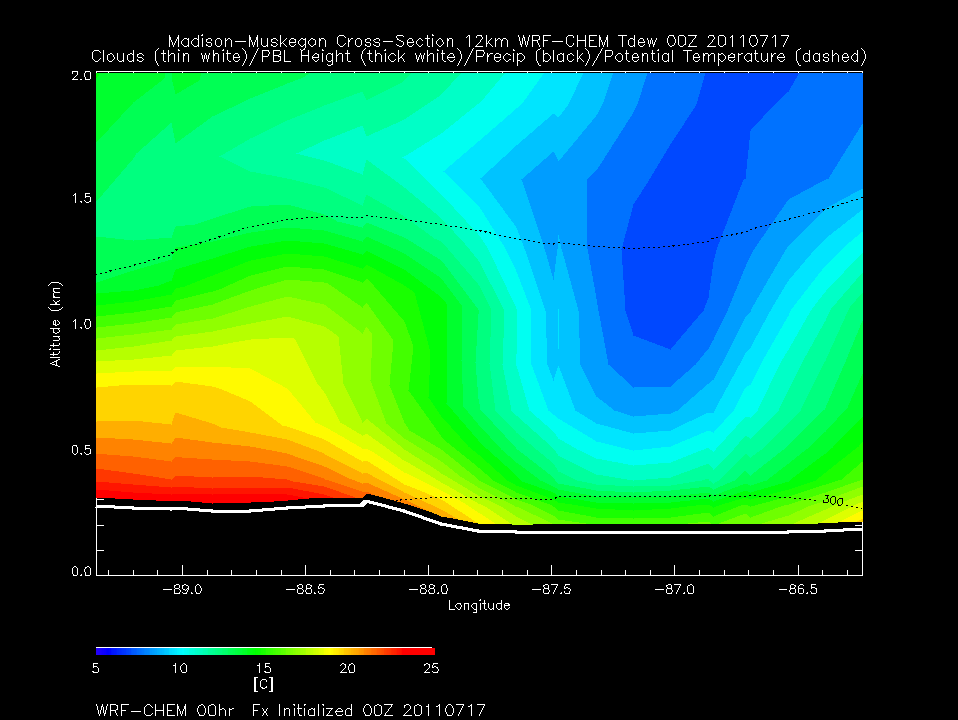 Madison-Muskegon Cross-Section 12km WRF-CHEM Tdew 00Z 20110717
Clouds (thin white)/PBL Height (thick white)/Precip (black)/Potential Temperature (dashed)
2.0
1.5
1.0
0.5
0.0
Altitude (km)
300
-89.0 -88.5 -88.0 -87.5 -87.0 -86.5
Longitude
5 10 15 20 25
[C]
WRF-CHEM 00hr Fx Initialized 00Z 20110717